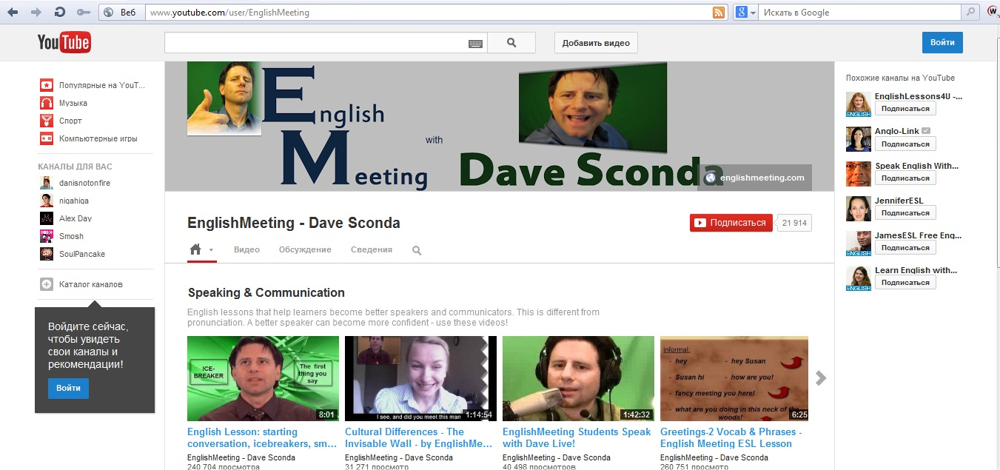 Веб
www.youtube.com/user/EnglishMeeting
8
Искать в Google
W
YouTube
Добавить видео
Войти
Популярные на YouT...
Музыка
Спорт
Компьютерные игры
КАНАЛЫ ДЛЯ ВАС
danisnotonfire
nigahiga
Alex Day
Smosh
SoulPancake
Каталог каналов
Войдите сейчас,
чтобы увидеть
свои каналы и
рекомендации!
Войти
English
Meeting
with
Dave Sconda
englishmeeting.com
EnglishMeeting - Dave Sconda
Подписаться
21 914
Видео
Обсуждение
Сведения
Speaking & Communication
English lessons that help learners become better speakers and communicators. This is different from
pronunciation. A better speaker can become more confident - use these videos!
ICE-
BREAKER
The first
thing you
say
8:01
English Lesson: starting
conversation, icebreakers, sm...
EnglishMeeting - Dave Sconda
240 704 просмотра
I see, and did you meet this man
1:14:54
Cultural Differences - The
Invisable Wall - by EnglishMe...
EnglishMeeting - Dave Sconda
31 271 просмотр
1:42:32
EnglishMeeting Students Speak
with Dave Live!
EnglishMeeting - Dave Sconda
40 498 просмотров
informal:
- hey
- hey Susan
- Susan hi
- how are you!
- fancy meeting you here!
- what are you doing in this neck of the
woods!
6:25
Greetings-2 Vocab & Phrases -
English Meeting ESL Lesson
EnglishMeeting - Dave Sconda
260 751 просмотр
Похожие каналы на YouTube
EnglishLessons4U -...
Подписаться
ENGLISH
Anglo-Link
Подписаться
Speak English With...
Подписаться
JenniferESL
Подписаться
JamesESL Free Eng...
Подписаться
ENGLISH
Learn English with...
Подписаться
ENGLISH